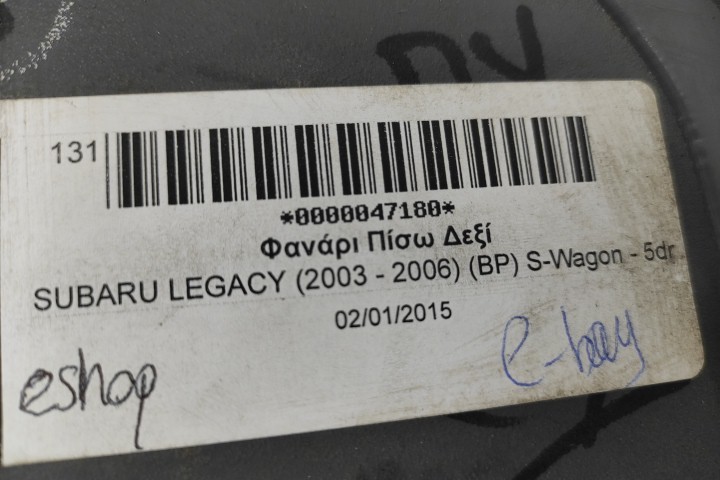 131
*0000047180*
Φανάρι Πίσω Δεξί
SUBARU LEGACY (2003 - 2006) (BP) S-Wagon - 5dr
02/01/2015
eshop
e-bay